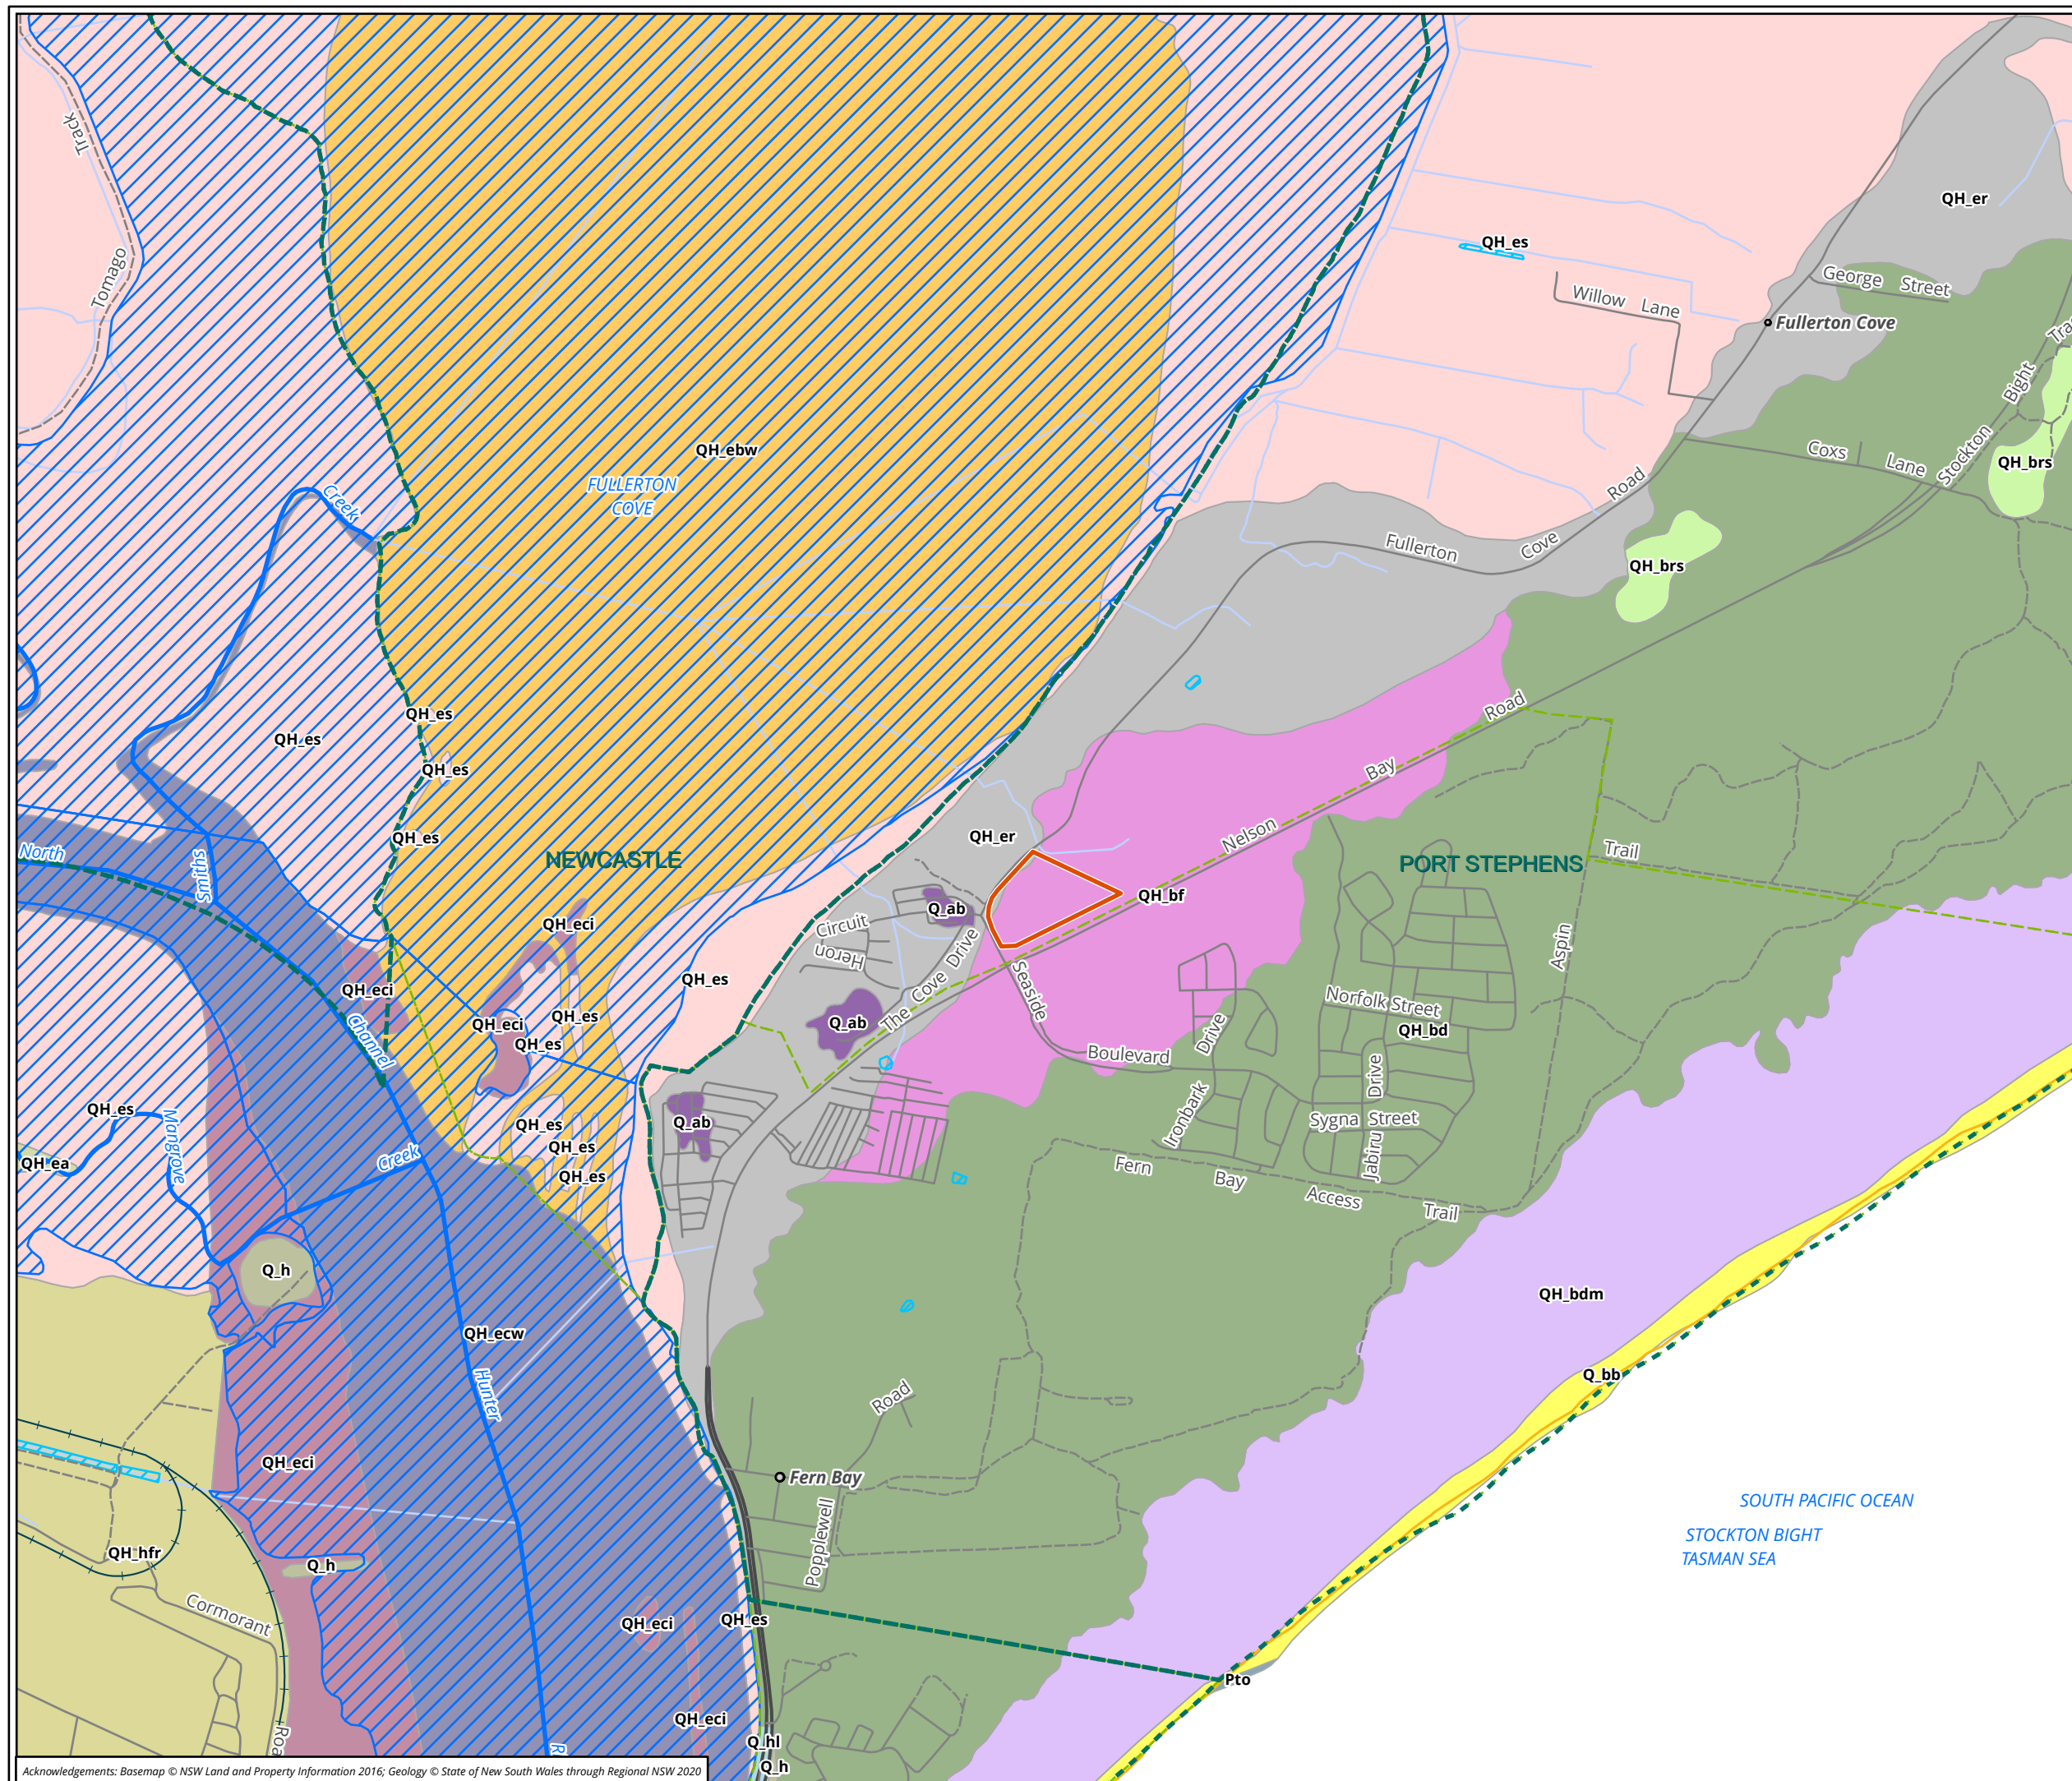 Track
Tomago
QH_er
QH_es
George Street
Willow Lane
Fullerton Cove
Bight
Stockton
Coxs Lane
QH_brs
QH_ebw
FULLERTON
COVE
Creek
Road
Fullerton Cove
QH_brs
QH_es
QH_es
QH_es
Road
Bay
Nelson
QH_es
QH_er
North
Smiths
NEWCASTLE
PORT STEPHENS
Trail
QH_bf
Q_ab
QH_eci
Circuit
Heron
Drive
Cove
The
Seaside
Aspin
QH_es
QH_eci
Channel
QH_eci
QH_es
QH_es
Q_ab
Norfolk Street
QH_bd
Drive
Boulevard
Drive
QH_es
Mangrove
QH_es
QH_es
QH_es
Q_ab
Ironbark
Sygna Street
Jabiru
QH_ea
Creek
Fern Bay Access Trail
Q_h
QH_bdm
QH_ecw
Hunter
Q_bb
Road
QH_eci
Fern Bay
Popplewell
SOUTH PACIFIC OCEAN
STOCKTON BIGHT
TASMAN SEA
QH_hfr
Q_h
Cormorant
QH_eci
QH_es
Pto
QH_eci
Q_hl
Q_h
Acknowledgements: Basemap © NSW Land and Property Information 2016; Geology © State of New South Wales through Regional NSW 2020